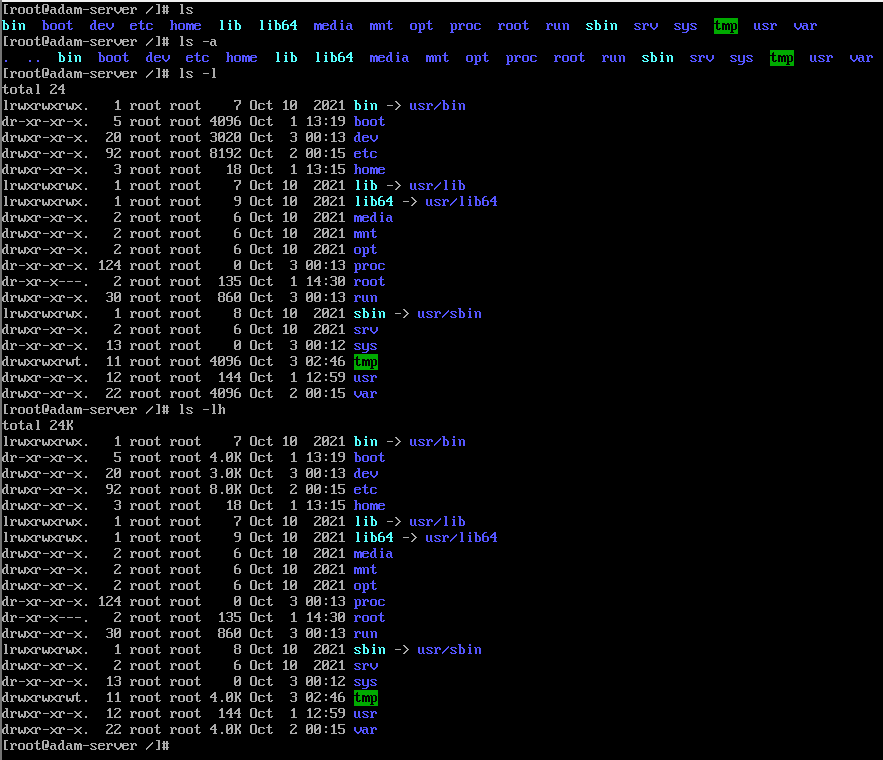 [root@adam-server /]# ls
bin  boot  dev  etc  home  lib  lib64  media  mnt  opt  proc  root  run  sbin  srv  sys  tmp  usr  var
[root@adam-server /]# ls -a
.  ..  bin  boot  dev  etc  home  lib  lib64  media  mnt  opt  proc  root  run  sbin  srv  sys  tmp  usr  var
[root@adam-server /]# ls -l
total 24
lrwxrwxrwx.   1 root root    7 Oct 10  2021 bin -> usr/bin
dr-xr-xr-x.   5 root root 4096 Oct  1 13:19 boot
drwxr-xr-x.  20 root root 3020 Oct  3 00:13 dev
drwxr-xr-x.  92 root root 8192 Oct  2 00:15 etc
drwxr-xr-x.   3 root root   18 Oct  1 13:15 home
lrwxrwxrwx.   1 root root    7 Oct 10  2021 lib -> usr/lib
lrwxrwxrwx.   1 root root    9 Oct 10  2021 lib64 -> usr/lib64
drwxr-xr-x.   2 root root    6 Oct 10  2021 media
drwxr-xr-x.   2 root root    6 Oct 10  2021 mnt
drwxr-xr-x.   2 root root    6 Oct 10  2021 opt
dr-xr-xr-x. 124 root root    0 Oct  3 00:13 proc
dr-xr-x---.   2 root root  135 Oct  1 14:30 root
drwxr-xr-x.  30 root root  860 Oct  3 00:13 run
lrwxrwxrwx.   1 root root    8 Oct 10  2021 sbin -> usr/sbin
drwxr-xr-x.   2 root root    6 Oct 10  2021 srv
dr-xr-xr-x.  13 root root    0 Oct  3 00:12 sys
drwxrwxrwt.  11 root root 4096 Oct  3 02:46 tmp
drwxr-xr-x.  12 root root  144 Oct  1 12:59 usr
drwxr-xr-x.  22 root root 4096 Oct  2 00:15 var
[root@adam-server /]# ls -lh
total 24K
lrwxrwxrwx.   1 root root    7 Oct 10  2021 bin -> usr/bin
dr-xr-xr-x.   5 root root 4.0K Oct  1 13:19 boot
drwxr-xr-x.  20 root root 3.0K Oct  3 00:13 dev
drwxr-xr-x.  92 root root 8.0K Oct  2 00:15 etc
drwxr-xr-x.   3 root root   18 Oct  1 13:15 home
lrwxrwxrwx.   1 root root    7 Oct 10  2021 lib -> usr/lib
lrwxrwxrwx.   1 root root    9 Oct 10  2021 lib64 -> usr/lib64
drwxr-xr-x.   2 root root    6 Oct 10  2021 media
drwxr-xr-x.   2 root root    6 Oct 10  2021 mnt
drwxr-xr-x.   2 root root    6 Oct 10  2021 opt
dr-xr-xr-x. 124 root root    0 Oct  3 00:13 proc
dr-xr-x---.   2 root root  135 Oct  1 14:30 root
drwxr-xr-x.  30 root root  860 Oct  3 00:13 run
lrwxrwxrwx.   1 root root    8 Oct 10  2021 sbin -> usr/sbin
drwxr-xr-x.   2 root root    6 Oct 10  2021 srv
dr-xr-xr-x.  13 root root    0 Oct  3 00:12 sys
drwxrwxrwt.  11 root root 4.0K Oct  3 02:46 tmp
drwxr-xr-x.  12 root root  144 Oct  1 12:59 usr
drwxr-xr-x.  22 root root 4.0K Oct  2 00:15 var
[root@adam-server /]#